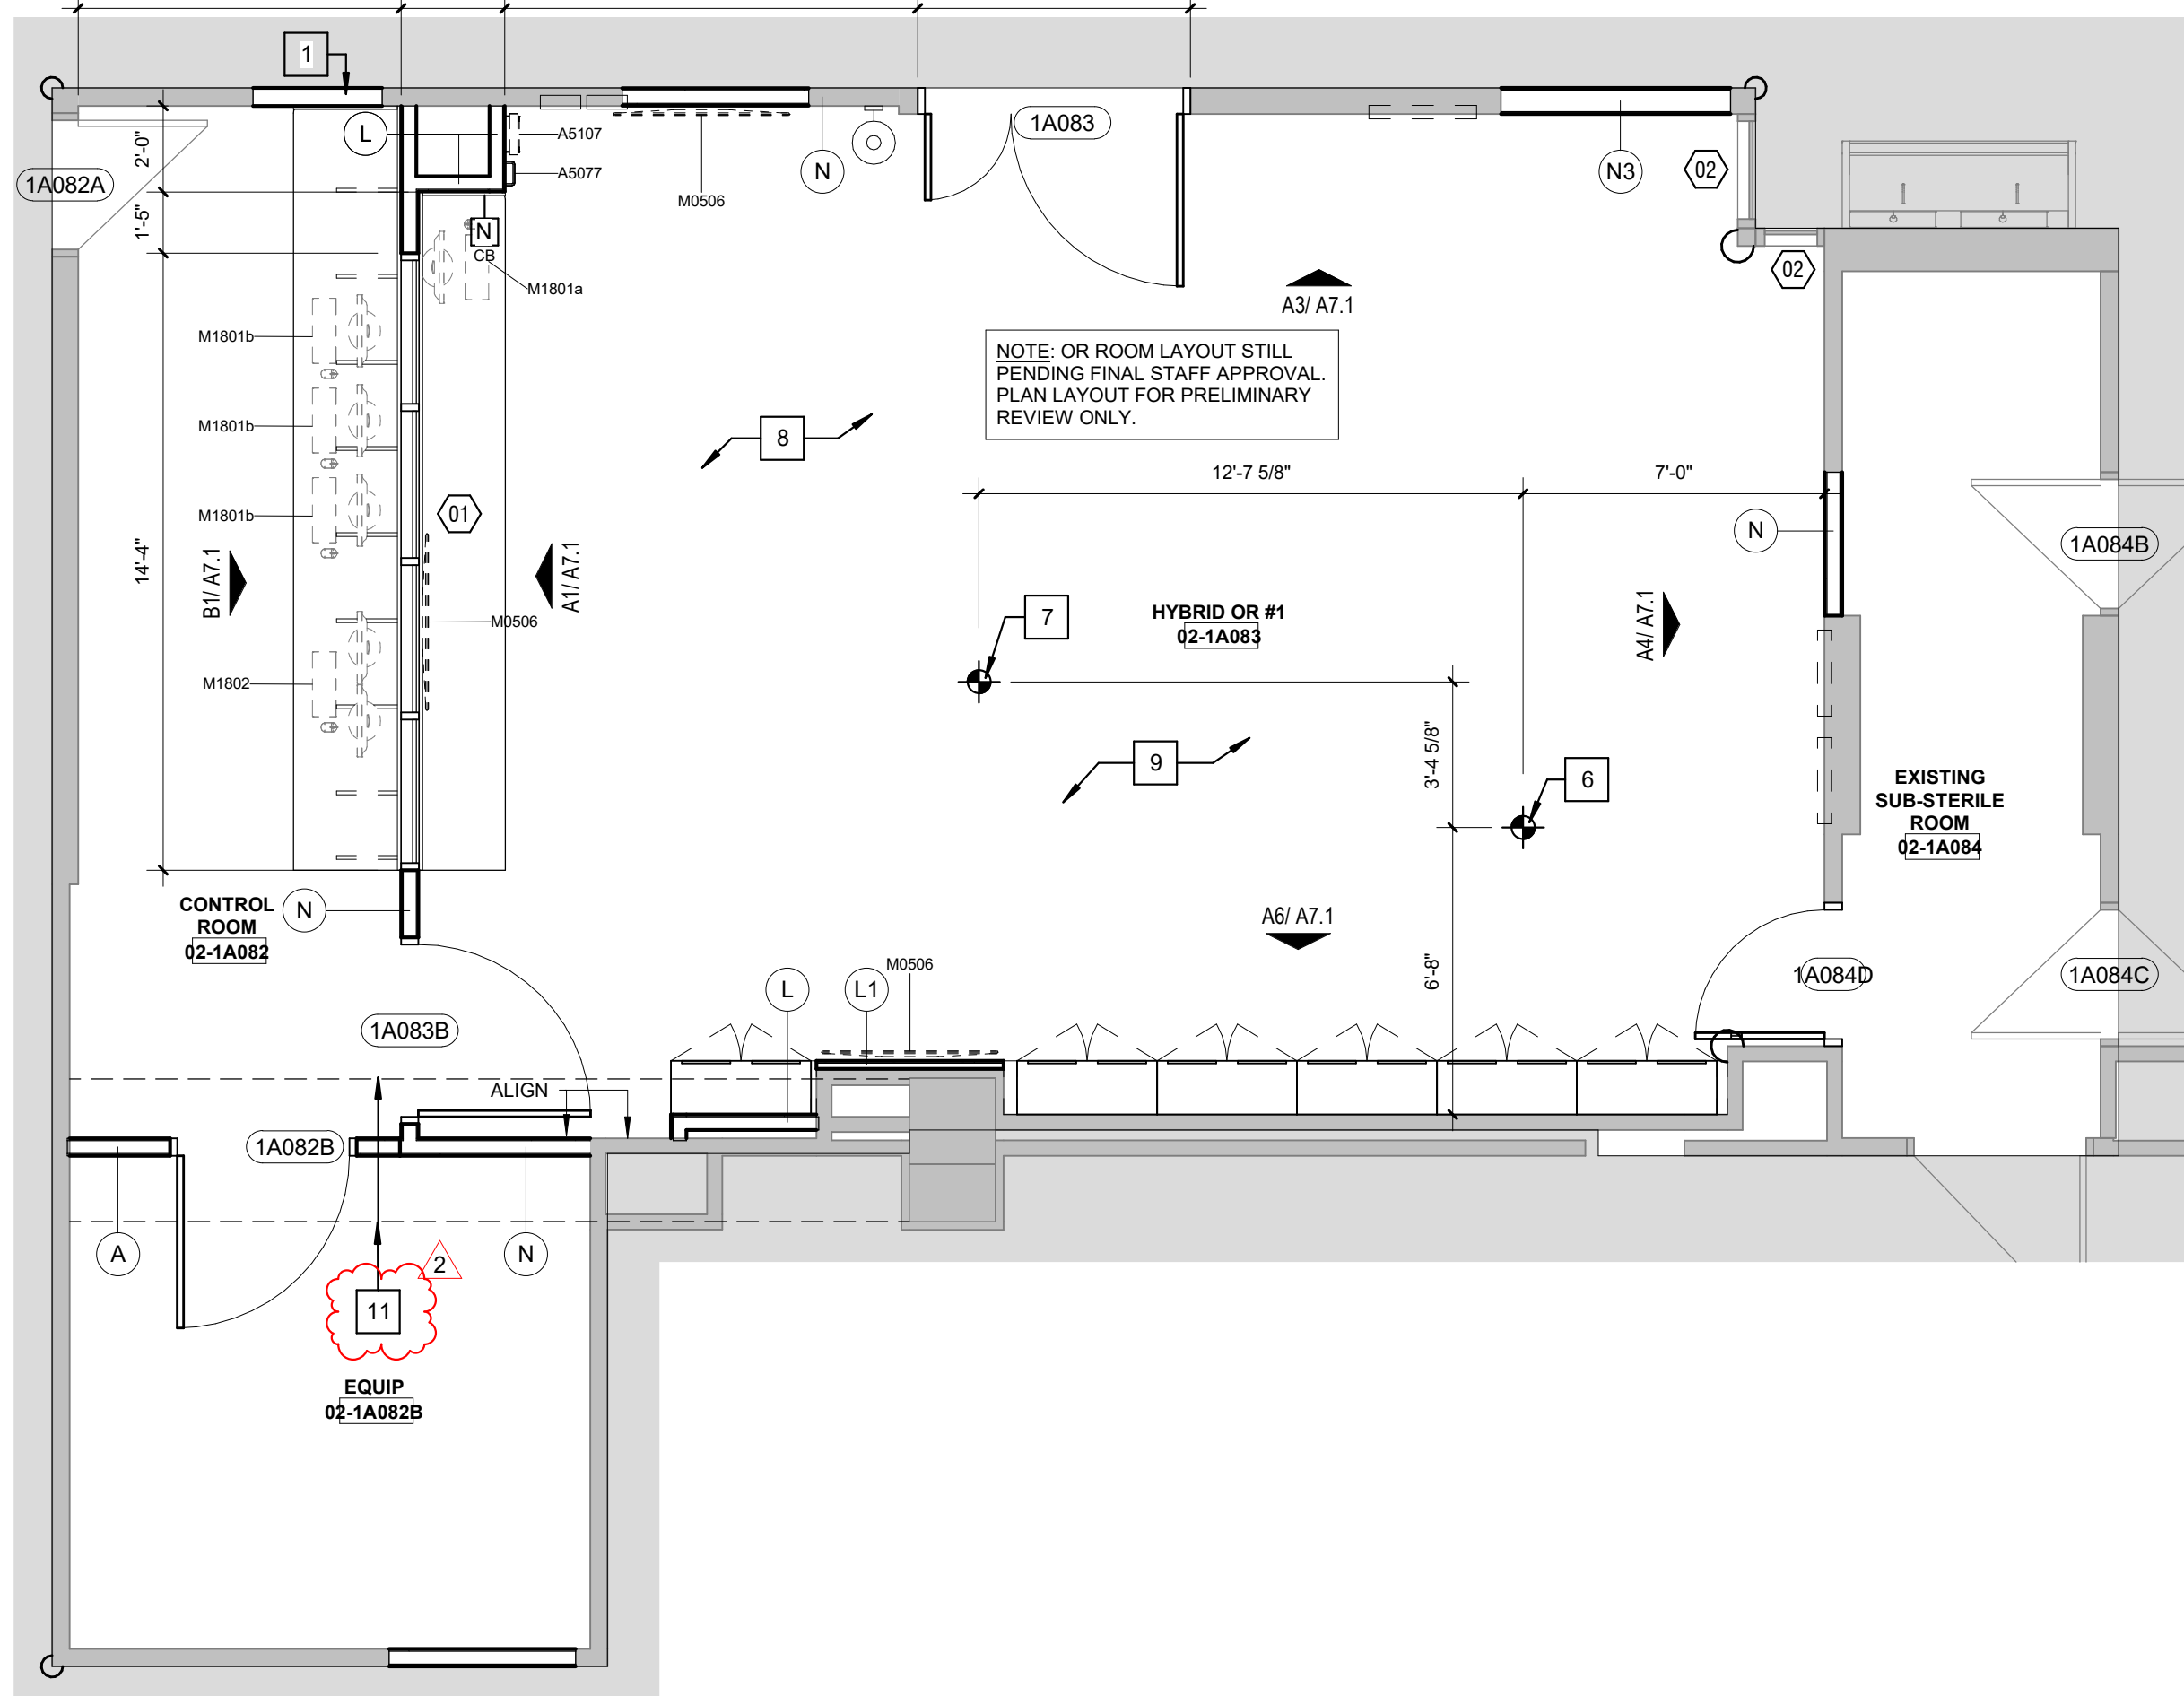 1
L
A5107
A5077
M0506
N
1A083
N3
02
02
1A082A
2'-0"
1'-5"
N
CB
M1801a
A3/ A7.1
M1801b
M1801b
M1801b
NOTE: OR ROOM LAYOUT STILL
PENDING FINAL STAFF APPROVAL.
PLAN LAYOUT FOR PRELIMINARY
REVIEW ONLY.
8
12'-7 5/8"
7'-0"
01
N
1A084B
14'-4"
B1/ A7.1
A1/ A7.1
M0506
7
HYBRID OR #1
02-1A083
A4/ A7.1
M1802
3'-4 5/8"
9
6
EXISTING
SUB-STERILE
ROOM
02-1A084
CONTROL
ROOM
02-1A082
N
A6/ A7.1
6'-8"
L
L1
M0506
1A084D
1A084C
1A083B
ALIGN
1A082B
A
N
2
11
EQUIP
02-1A082B